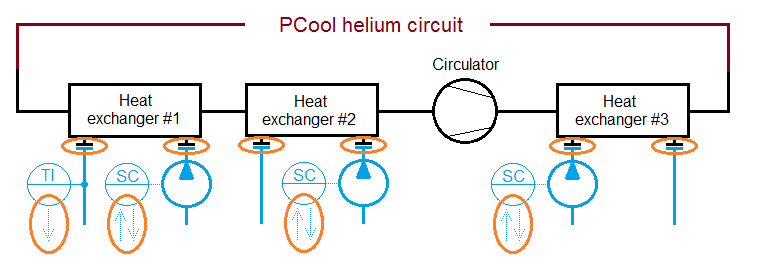 PCool helium circuit
Circulator
Heat
exchanger #1
Heat
exchanger #2
Heat
exchanger #3
TI
SC
SC
SC